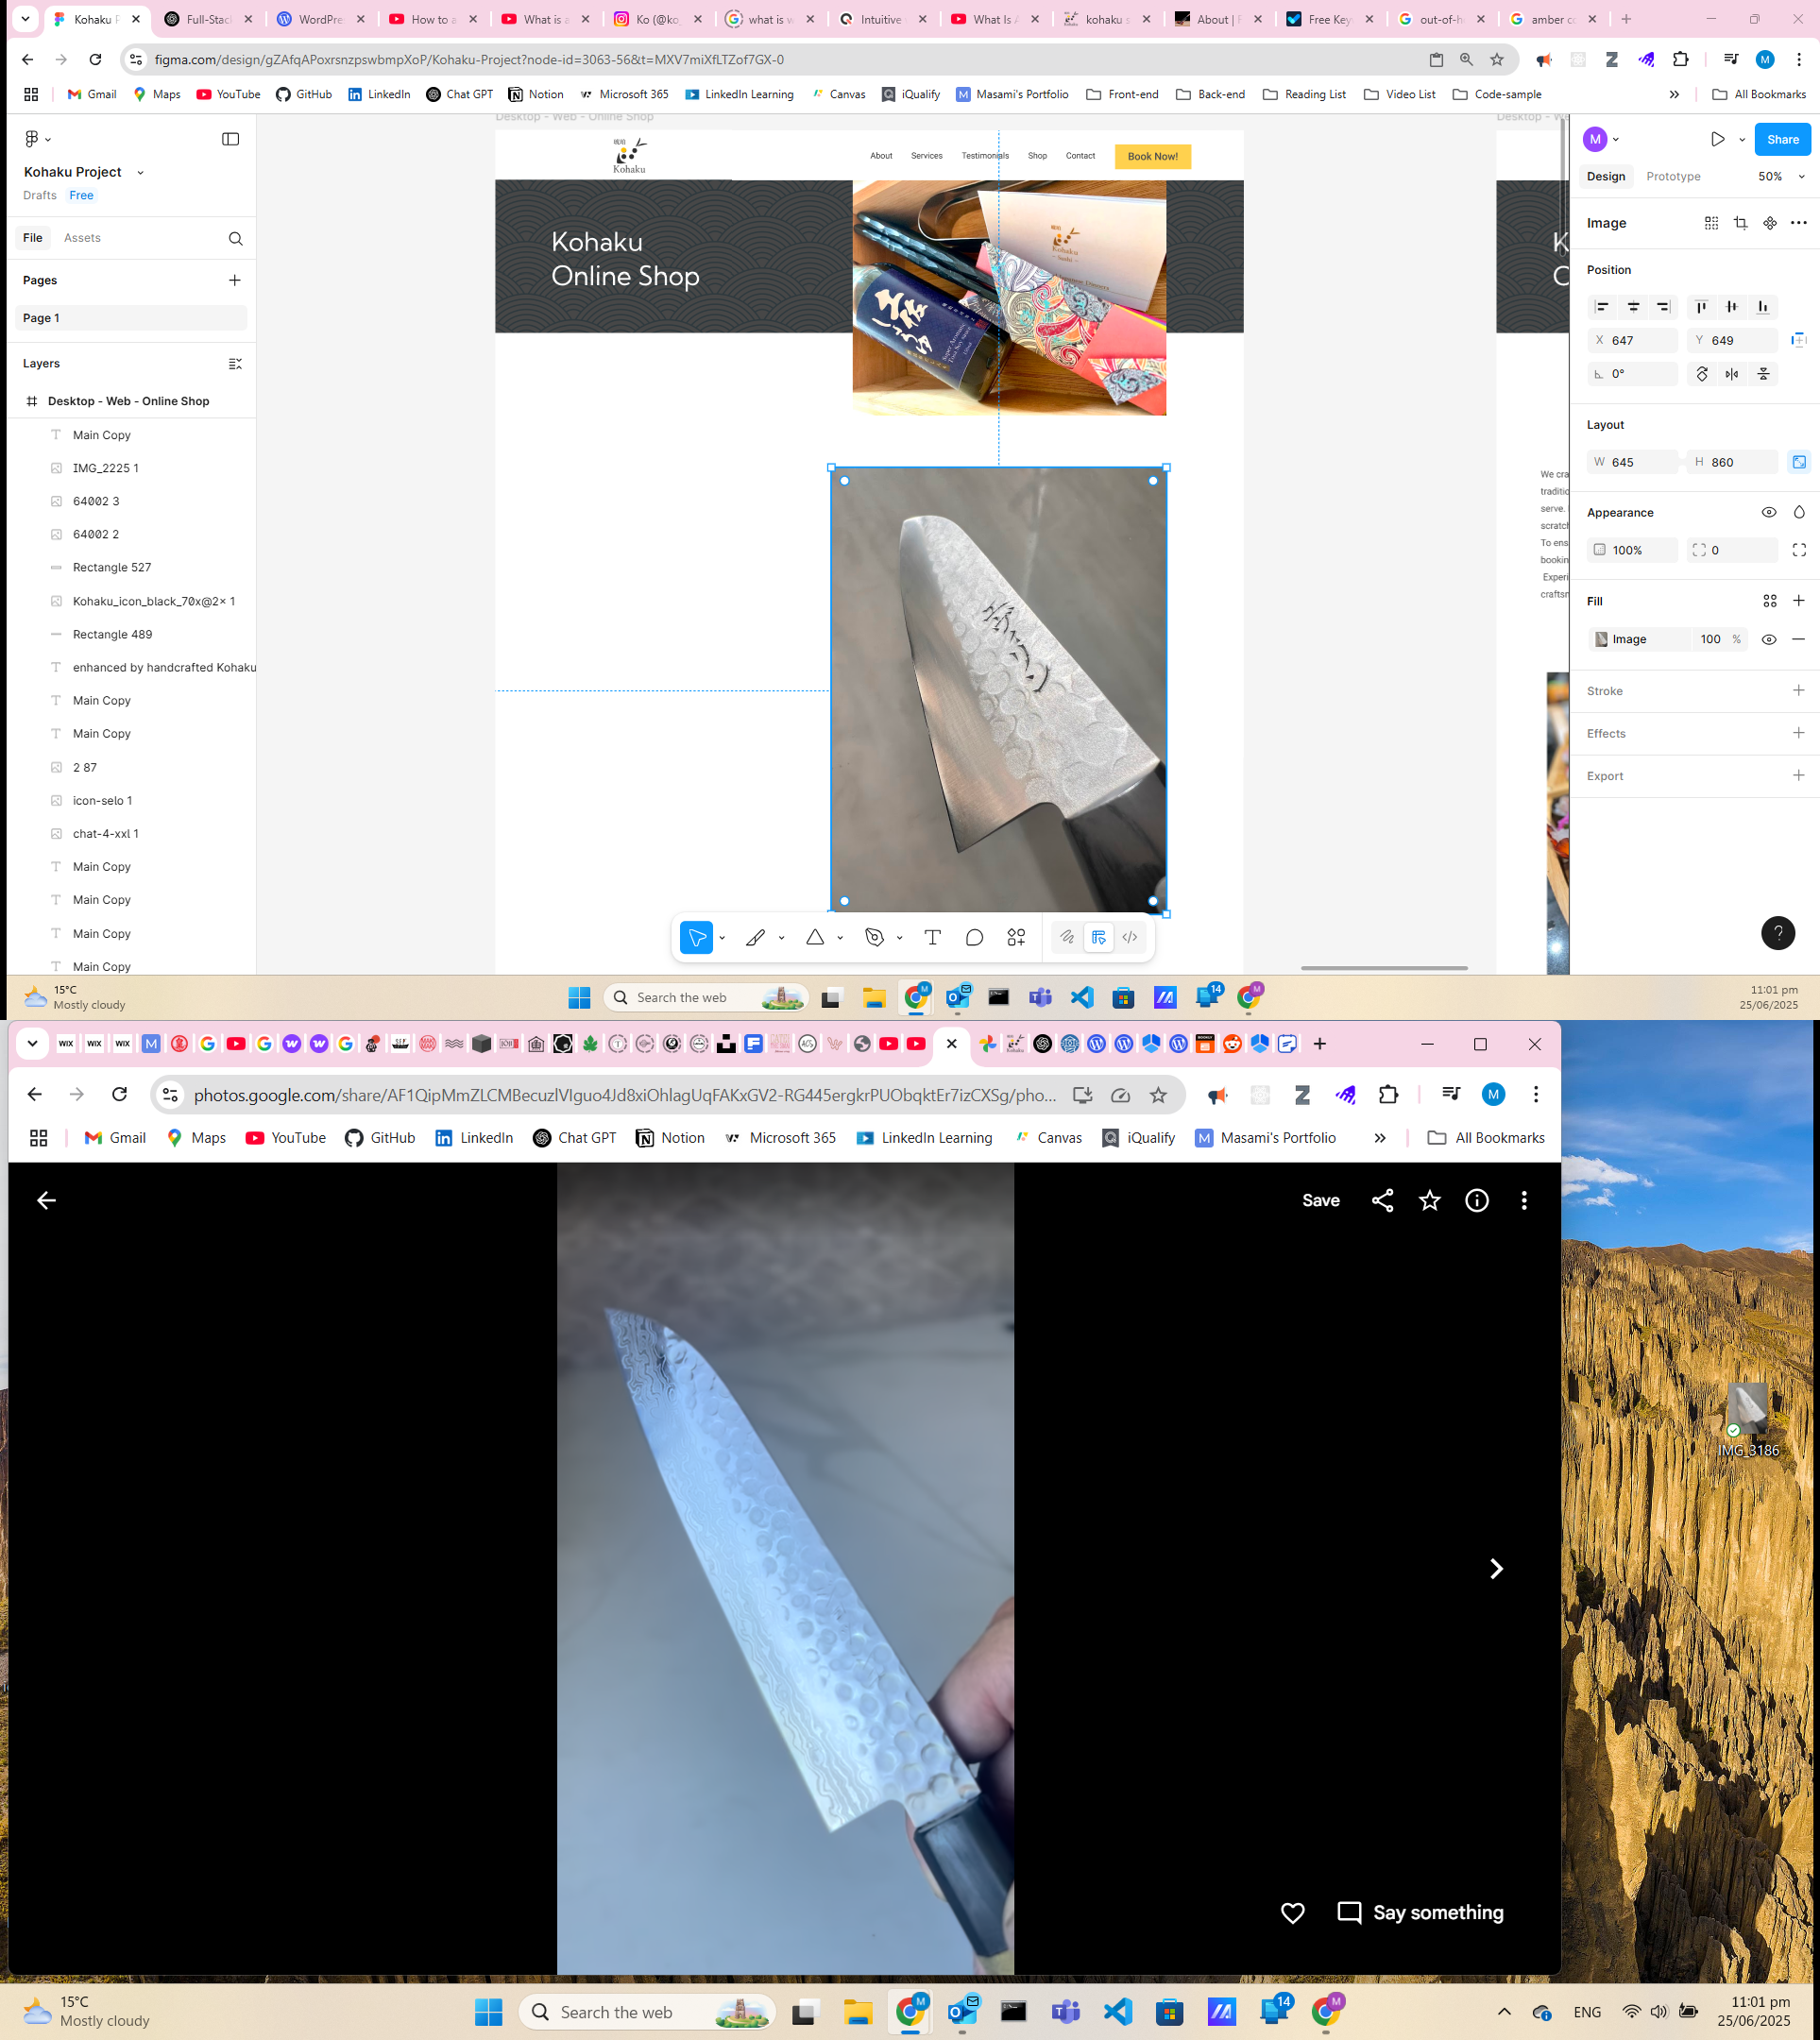 Kohaku P
Full-Stac
WordPre
How to a
What is a
Ko (@ko_
what is w
Intuitive
What Is A
kohaku s
About | F
Free Key
out-of-h
amber co
figma.com/design/gZAfqAPoxrsnzpswbmpXoP/Kohaku-Project?node-id=3063-56&t=MXV7miXfLTZof7GX-0
M
Gmail
Maps
YouTube
GitHub
LinkedIn
Chat GPT
Notion
Microsoft 365
LinkedIn Learning
Canvas
iQualify
M
Masami's Portfolio
Front-end
Back-end
Reading List
Video List
Code-sample
All Bookmarks
Kohaku Project
Drafts
Free
File
Assets
Pages
Page 1
Layers
Desktop - Web - Online Shop
Main Copy
IMG_2225 1
64002 3
64002 2
Rectangle 527
Kohaku_icon_black_70x@2x 1
Rectangle 489
enhanced by handcrafted Kohaku
Main Copy
Main Copy
2 87
icon-selo 1
chat-4-xxl 1
Main Copy
Main Copy
Main Copy
Main Copy
Desktop - Web - Online Shop
Desktop - We
琥珀
Kohaku
About
Services
Testimonials
Shop
Contact
Book Now!
Kohaku
Online Shop
Kohaku
Sushi
We cra
traditio
serve.
scratch
To ens
bookin
Experi
craftsm
M
Share
Design
Prototype
50%
Image
Position
X 647
Y 649
0°
Layout
W 645
H 860
Appearance
100%
0
Fill
Image
100 %
Stroke
Effects
Export
?
15°C
Mostly cloudy
Search the web
14
11:01 pm
25/06/2025
WIX
WIX
WIX
M
photos.google.com/share/AF1QipMmZLCMBecuzlVIguo4Jd8xiOhlagUqFAKxGV2-RG445ergkrPUObqktEr7izCXSg/pho...
M
Gmail
Maps
YouTube
GitHub
LinkedIn
Chat GPT
Notion
Microsoft 365
LinkedIn Learning
Canvas
iQualify
M
Masami's Portfolio
All Bookmarks
Save
Say something
IMG_3186
15°C
Mostly cloudy
Search the web
14
ENG
11:01 pm
25/06/2025